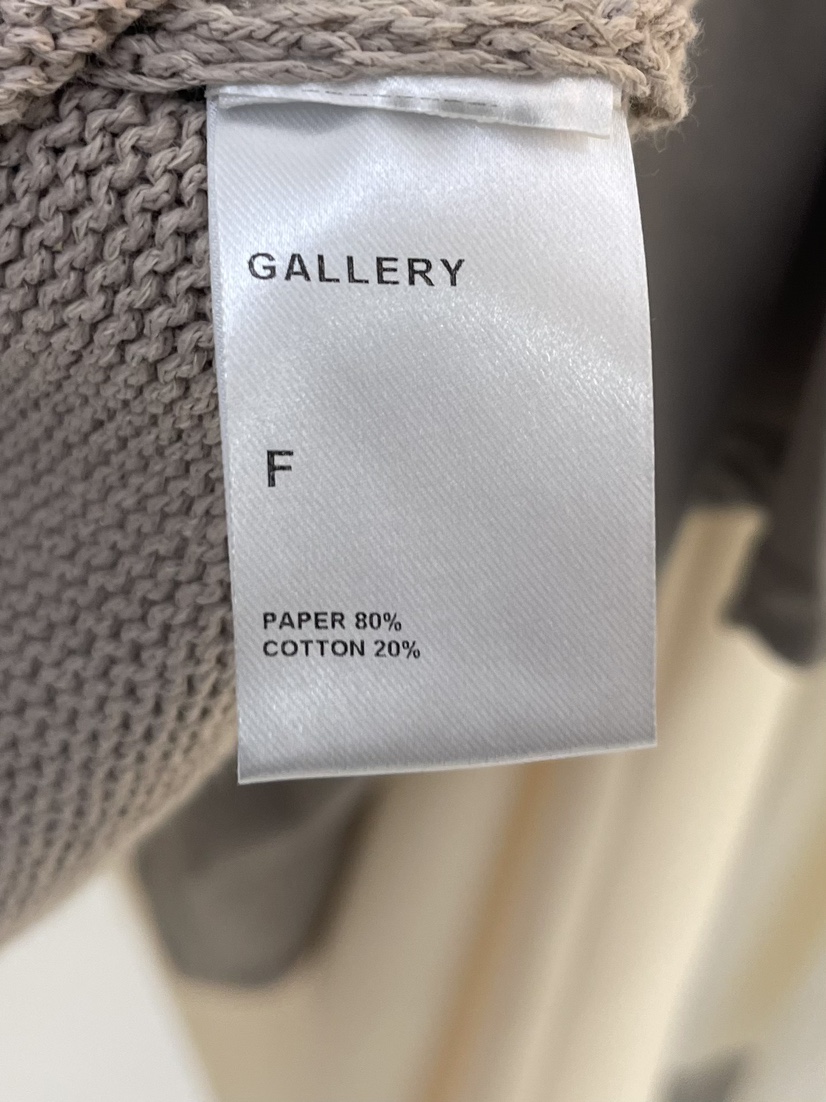 GALLERY
F
PAPER 80%
COTTON 20%